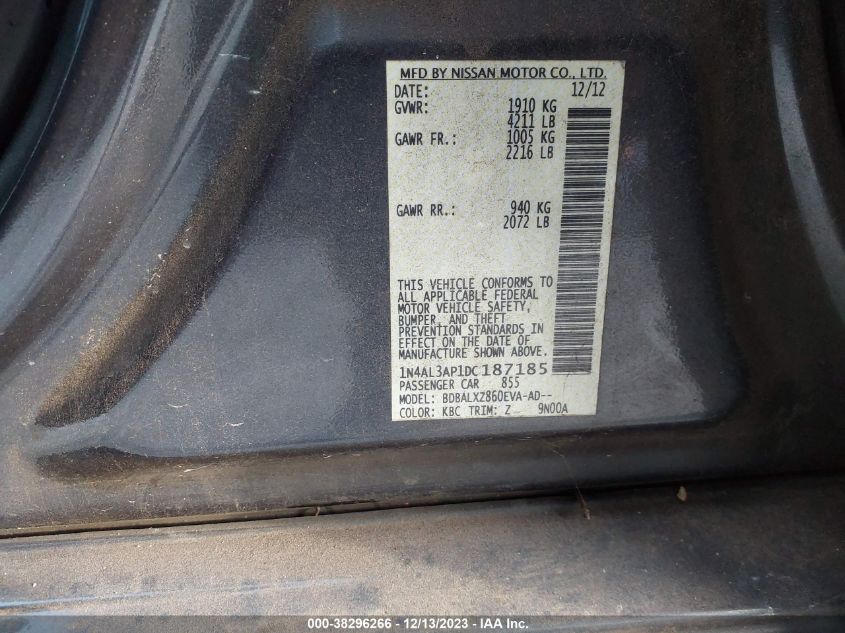 MFD BY NISSAN MOTOR CO., LTD.
DATE: 12/12
GVWR: 1910 KG
4211 LB
GAWR FR.: 1005 KG
2216 LB
GAWR RR.: 940 KG
2072 LB
THIS VEHICLE CONFORMS TO
ALL APPLICABLE FEDERAL
MOTOR VEHICLE SAFETY,
BUMPER, AND THEFT
PREVENTION STANDARDS IN
EFFECT ON THE DATE OF
MANUFACTURE SHOWN ABOVE.
1N4AL3AP1DC187185
PASSENGER CAR 855
MODEL: BDBALXZ860EVA-AD--
COLOR: KBC TRIM: Z 9N00A
000-38296266 - 12/13/2023 - IAA Inc.